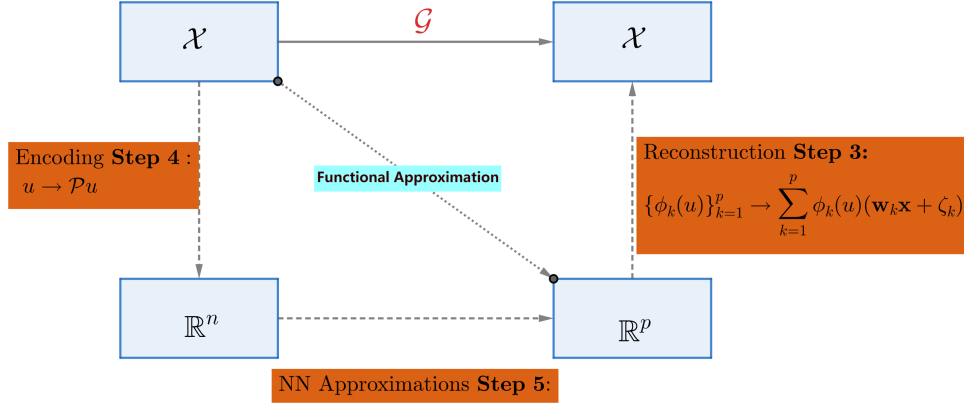 𝒳
𝒢
𝒳
Encoding Step 4 :
u → 𝒫u
Functional Approximation
Reconstruction Step 3:
{ϕ_k(u)}_{k=1}^{p} → ∑_{k=1}^{p} ϕ_k(u)(w_k x + ζ_k)
ℝ^n
ℝ^p
NN Approximations Step 5: